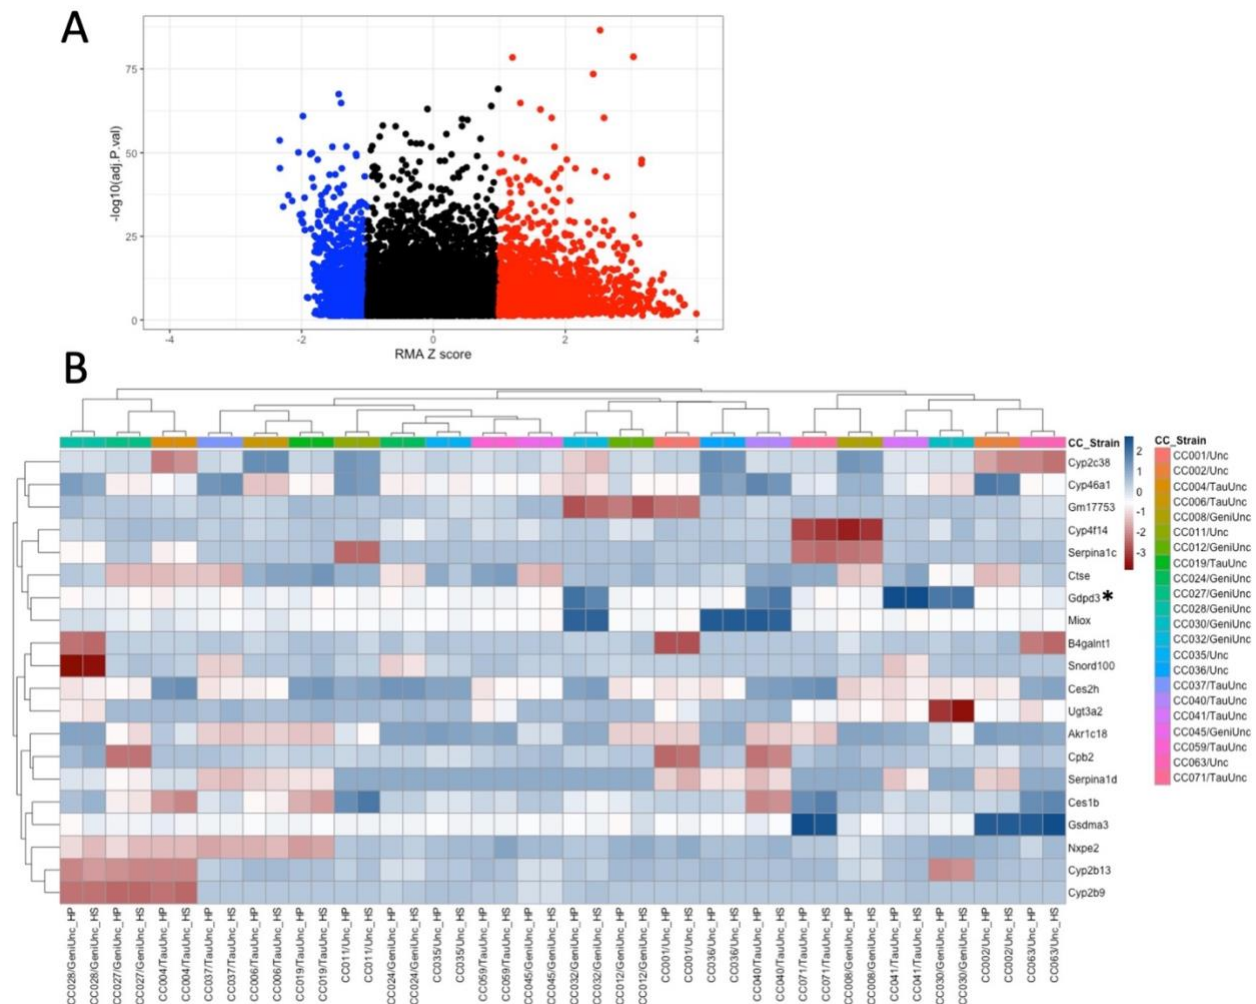 A
75
50
25
0
-log10(adj.P.val)
-4
-2
0
2
4
RMA Z score
B
CC_Strain
Cyp2c38
Cyp46a1
Gm17753
Cyp4f14
Serpina1c
Ctse
Gdpd3*
Miox
B4galnt1
Snord100
Ces2h
Ugt3a2
Akr1c18
Cpb2
Serpina1d
Ces1b
Gsdma3
Nxpe2
Cyp2b13
Cyp2b9
2
1
0
-1
-2
-3
CC_Strain
CC001/Unc
CC002/Unc
CC004/TauUnc
CC006/TauUnc
CC008/GeniUnc
CC011/Unc
CC012/GeniUnc
CC019/TauUnc
CC024/GeniUnc
CC027/GeniUnc
CC028/GeniUnc
CC030/GeniUnc
CC032/GeniUnc
CC035/Unc
CC036/Unc
CC037/TauUnc
CC040/TauUnc
CC041/TauUnc
CC045/GeniUnc
CC059/TauUnc
CC063/Unc
CC071/TauUnc
CC028/GeniUnc_HP
CC028/GeniUnc_HS
CC027/GeniUnc_HP
CC027/GeniUnc_HS
CC004/TauUnc_HP
CC004/TauUnc_HS
CC037/TauUnc_HP
CC037/TauUnc_HS
CC006/TauUnc_HP
CC006/TauUnc_HS
CC019/TauUnc_HP
CC019/TauUnc_HS
CC011/Unc_HP
CC011/Unc_HS
CC024/GeniUnc_HP
CC024/GeniUnc_HS
CC035/Unc_HP
CC035/Unc_HS
CC059/TauUnc_HP
CC059/TauUnc_HS
CC045/GeniUnc_HP
CC045/GeniUnc_HS
CC032/GeniUnc_HP
CC032/GeniUnc_HS
CC012/GeniUnc_HP
CC012/GeniUnc_HS
CC001/Unc_HP
CC001/Unc_HS
CC036/Unc_HP
CC036/Unc_HS
CC040/TauUnc_HP
CC040/TauUnc_HS
CC071/TauUnc_HP
CC071/TauUnc_HS
CC008/GeniUnc_HP
CC008/GeniUnc_HS
CC041/TauUnc_HP
CC041/TauUnc_HS
CC030/GeniUnc_HP
CC030/GeniUnc_HS
CC002/Unc_HP
CC002/Unc_HS
CC063/Unc_HP
CC063/Unc_HS